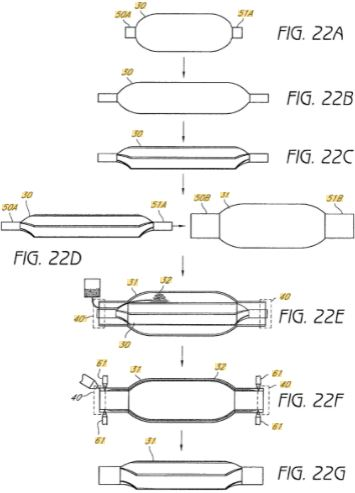 50A 30 51A
FIG. 22A
30
FIG. 22B
30
FIG. 22C
50A 30 51A 50B 31 51B
FIG. 22D
31 32 40
40
30
FIG. 22E
61 31 32 61
40 40
61 61
FIG. 22F
31
FIG. 22G